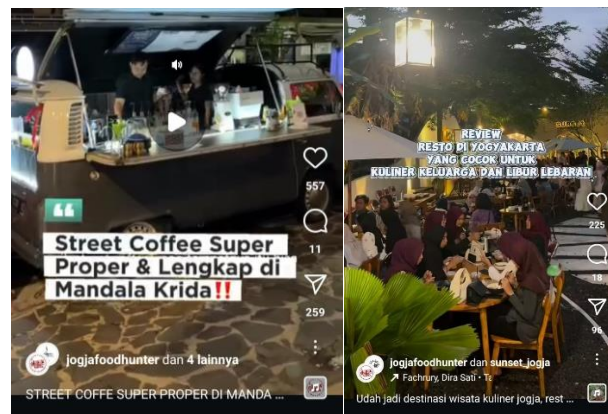 557
Street Coffee Super
Proper & Lengkap di
Mandala Krida!!
11
259
jogjafoodhunter dan 4 lainnya
STREET COFFE SUPER PROPER DI MANDA ...
REVIEW
RESTO DI YOGYAKARTA
YANG COCOK UNTUK
KULINER KELUARGA DAN LIBUR LEBARAN
225
18
96
jogjafoodhunter dan sunset_jogja
Fachrury, Dira Sati • Ta
Udah jadi destinasi wisata kuliner jogja, rest ...